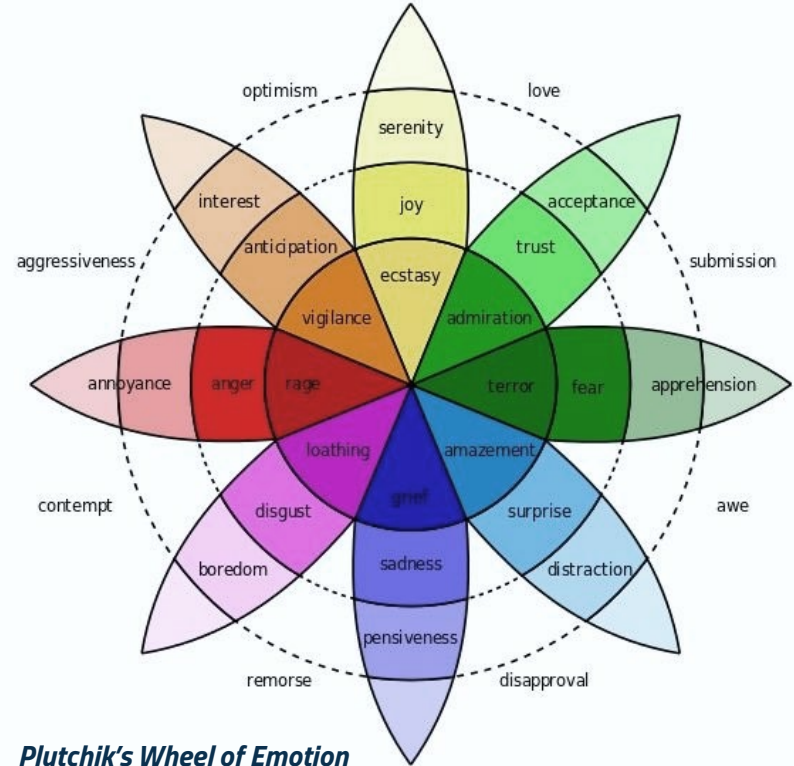 optimism
love
serenity
interest
acceptance
joy
anticipation
trust
aggressiveness
submission
ecstasy
vigilance
admiration
annoyance
anger
rage
terror
fear
apprehension
loathing
amazement
grief
contempt
disgust
surprise
awe
sadness
boredom
distraction
pensiveness
remorse
disapproval
Plutchik's Wheel of Emotion